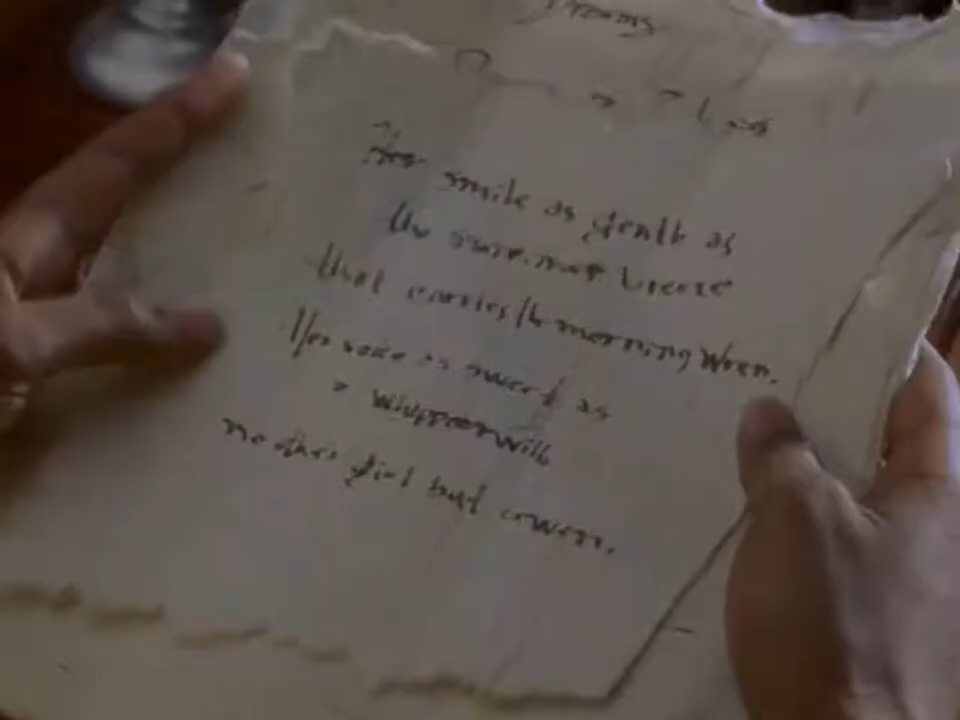 Her smile as gentle as
the summer breeze
that carries the morning Wren.
Her voice as sweet as
a whipporwill
no other girl but